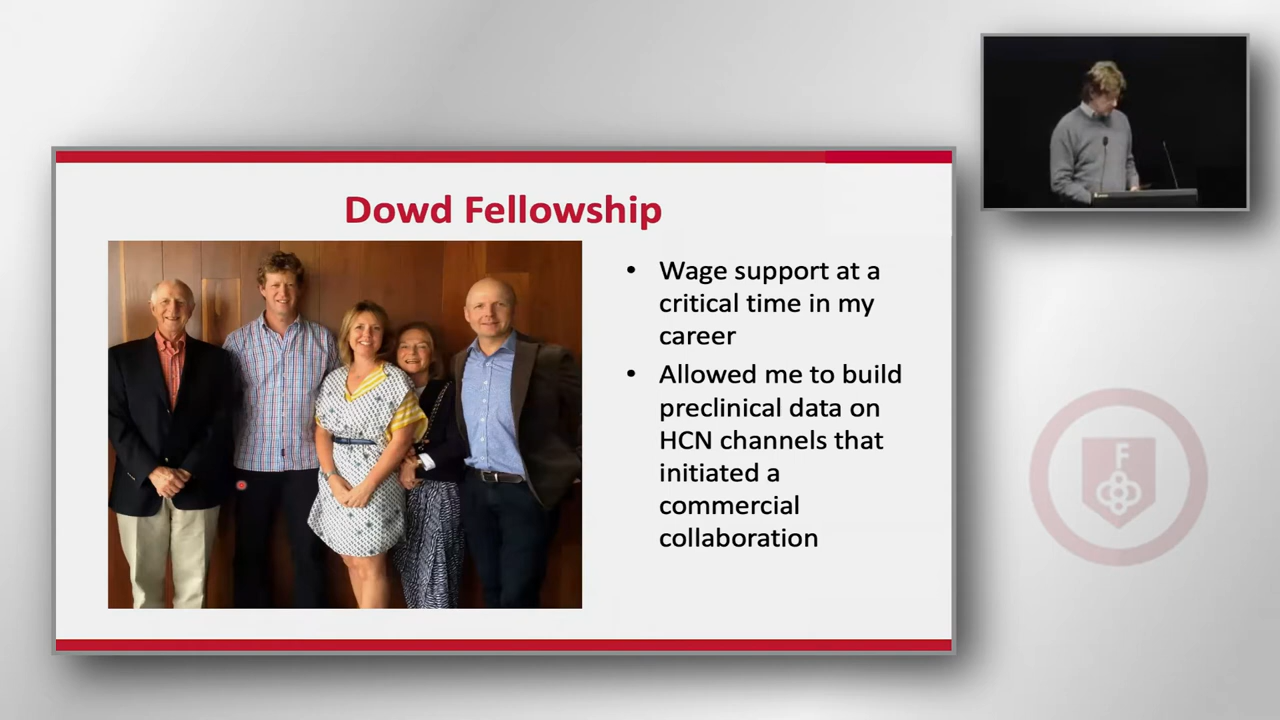 Dowd Fellowship
• Wage support at a
critical time in my
career
• Allowed me to build
preclinical data on
HCN channels that
initiated a
commercial
collaboration
F